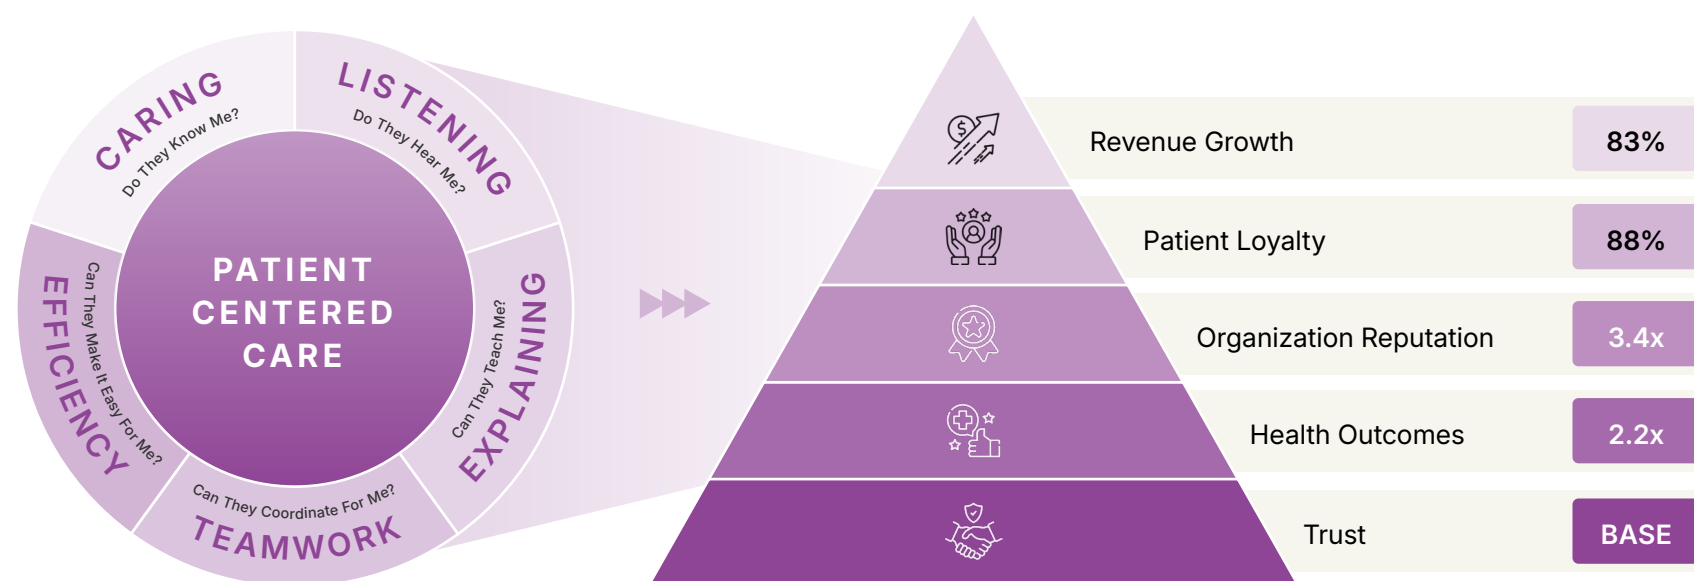 CARING
Do They Know Me?
LISTENING
Do They Hear Me?
EXPLAINING
Can They Teach Me?
TEAMWORK
Can They Coordinate For Me?
EFFICIENCY
Can They Make It Easy For Me?
PATIENT
CENTERED
CARE
$
Revenue Growth 83%
Patient Loyalty 88%
Organization Reputation 3.4x
Health Outcomes 2.2x
Trust BASE